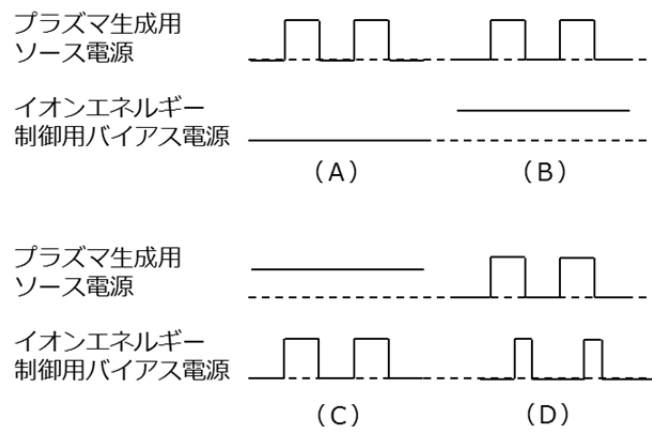 プラズマ生成用
ソース電源
イオンエネルギー
制御用バイアス電源
（A）
（B）
プラズマ生成用
ソース電源
イオンエネルギー
制御用バイアス電源
（C）
（D）